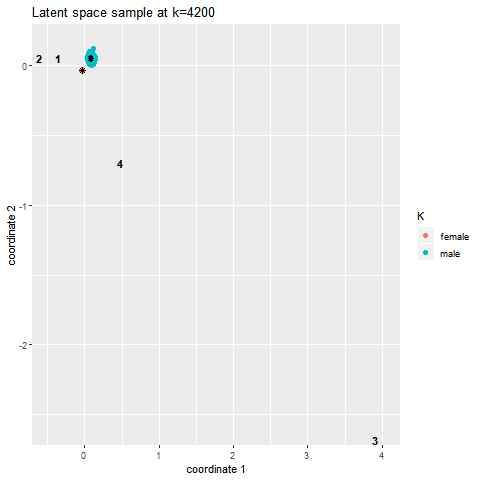 Latent space sample at k=4200
2 1
4
3
0
-1
-2
coordinate 2
0 1 2 3 4
coordinate 1
K
female
male